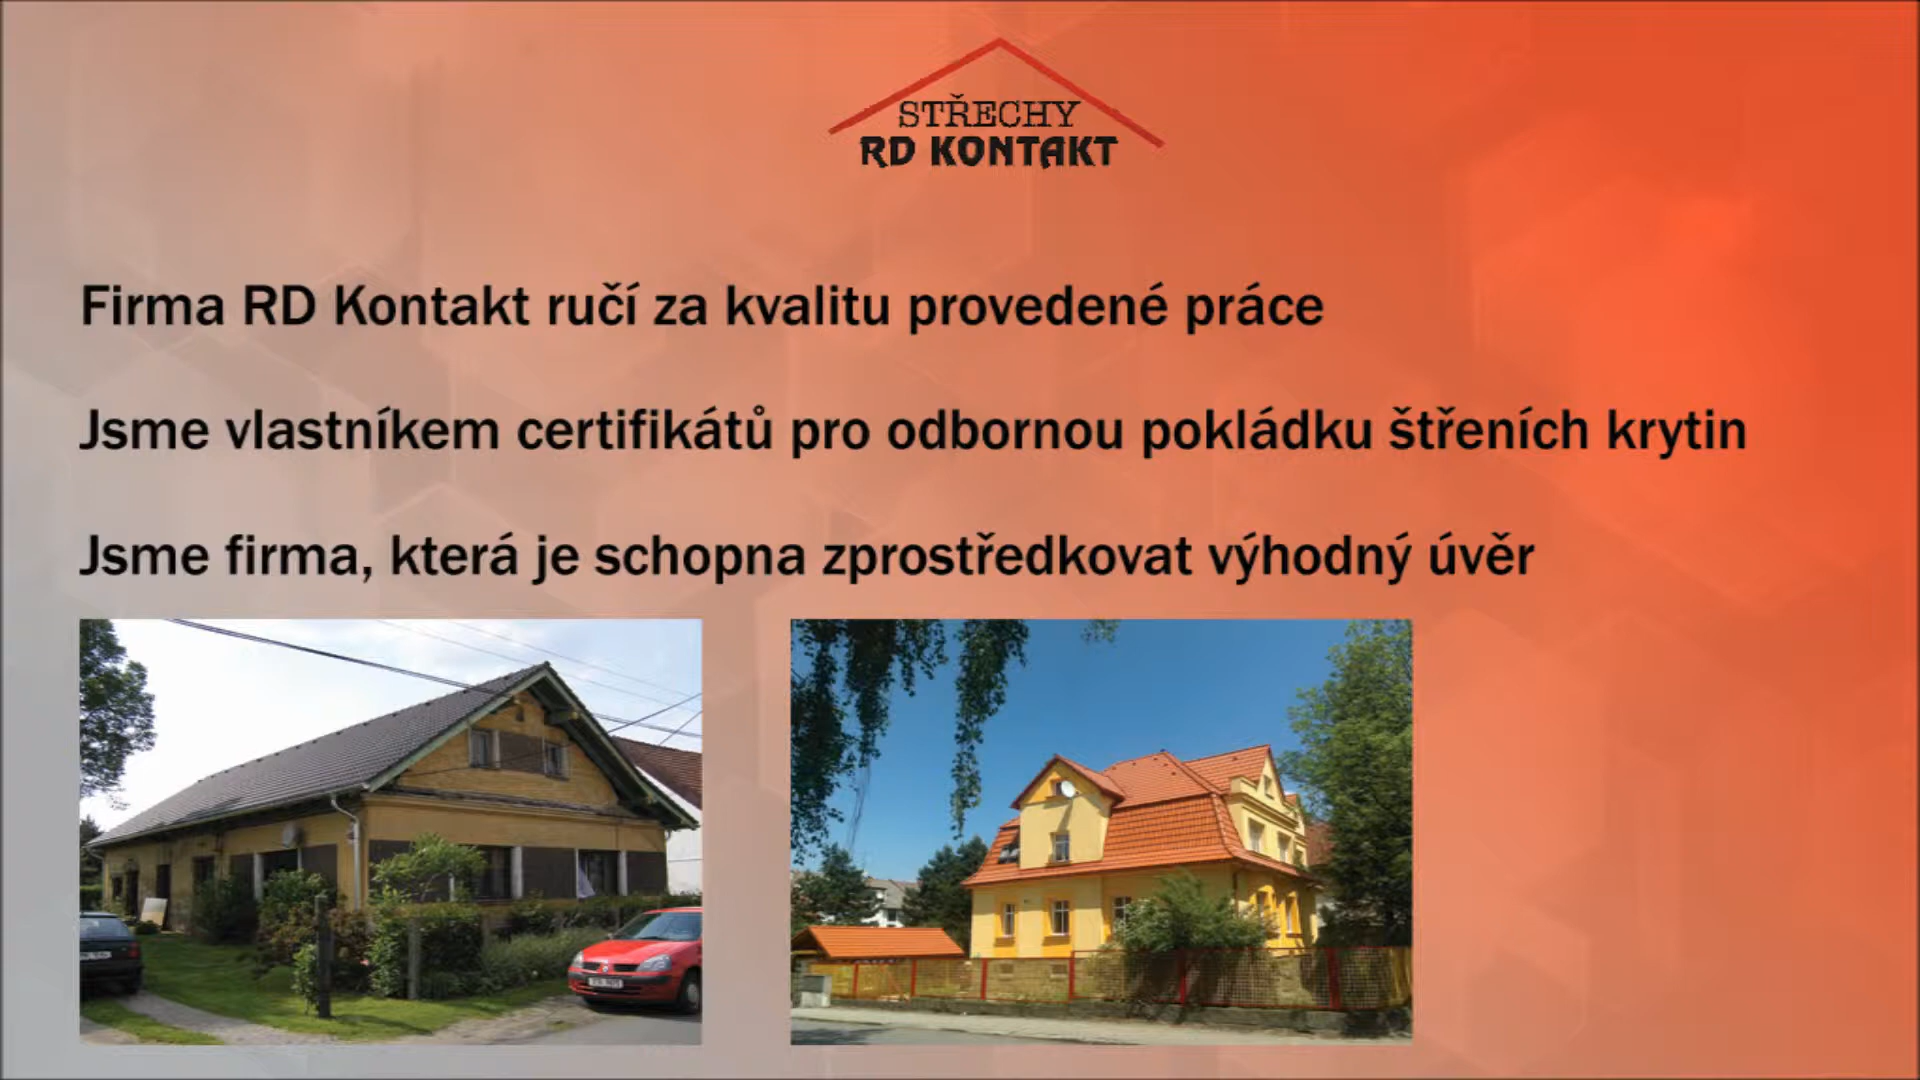 STŘECHY
RD KONTAKT
Firma RD Kontakt ručí za kvalitu provedené práce
Jsme vlastníkem certifikátů pro odbornou pokládku štřeních krytin
Jsme firma, která je schopna zprostředkovat výhodný úvěr